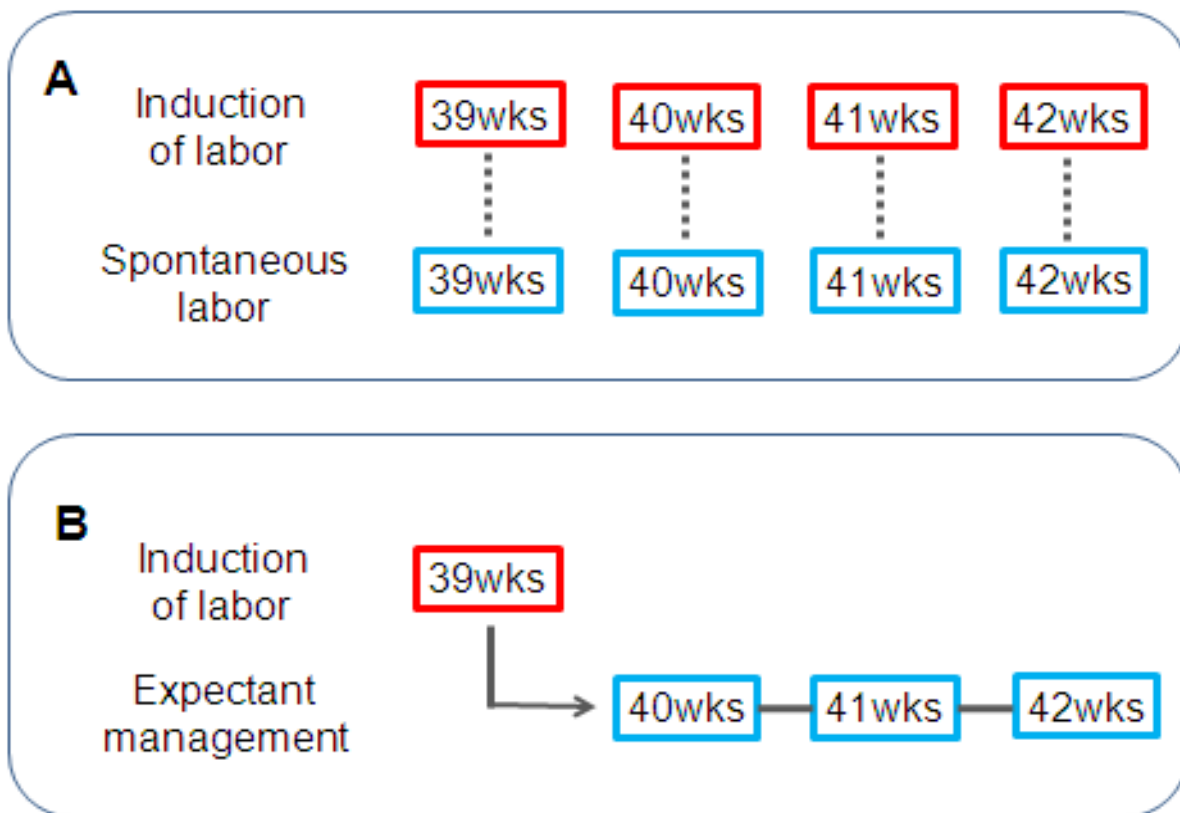 A
Induction
of labor
39wks 40wks 41wks 42wks
Spontaneous
labor
39wks 40wks 41wks 42wks
B
Induction
of labor
39wks
Expectant
management
40wks 41wks 42wks